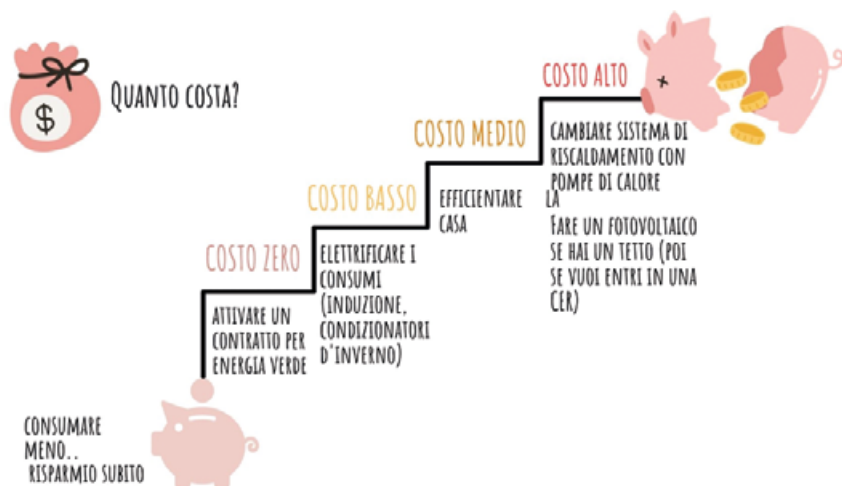 $
QUANTO COSTA?
COSTO ALTO
CAMBIARE SISTEMA DI
RISCALDAMENTO CON
POMPE DI CALORE
FARE UN FOTOVOLTAICO
SE HAI UN TETTO (POI
SE VUOI ENTRI IN UNA
CER)
COSTO MEDIO
EFFICIENTARE LA
CASA
COSTO BASSO
ELETTRIFICARE I
CONSUMI
(INDUZIONE,
CONDIZIONATORI
D'INVERNO)
COSTO ZERO
ATTIVARE UN
CONTRATTO PER
ENERGIA VERDE
CONSUMARE
MENO..
RISPARMIO SUBITO